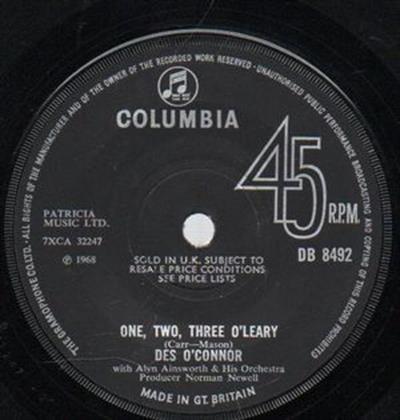 ALL RIGHTS OF THE MANUFACTURER AND OF THE OWNER OF THE RECORDED WORK RESERVED · UNAUTHORISED PUBLIC PERFORMANCE BROADCASTING AND COPYING OF THIS RECORD PROHIBITED
THE GRAMOPHONE CO. LTD.
COLUMBIA
45 R.P.M.
PATRICIA
MUSIC LTD.
7XCA 32247
℗ 1968
SOLD IN U.K. SUBJECT TO
RESALE PRICE CONDITIONS
SEE PRICE LISTS
DB 8492
ONE, TWO, THREE O'LEARY
(Carr—Mason)
DES O'CONNOR
with Alyn Ainsworth & His Orchestra
Producer Norman Newell
MADE IN GT. BRITAIN